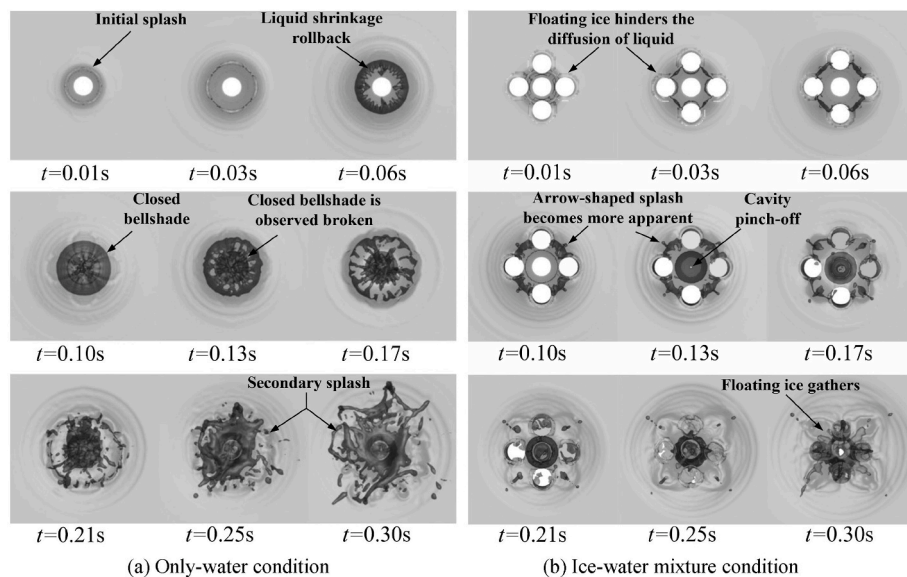 Initial splash
Liquid shrinkage
rollback
t=0.01s
t=0.03s
t=0.06s
Closed
bellshade
Closed bellshade is
observed broken
t=0.10s
t=0.13s
t=0.17s
Secondary splash
t=0.21s
t=0.25s
t=0.30s
(a) Only-water condition
Floating ice hinders the
diffusion of liquid
t=0.01s
t=0.03s
t=0.06s
Arrow-shaped splash
becomes more apparent
Cavity
pinch-off
t=0.10s
t=0.13s
t=0.17s
Floating ice gathers
t=0.21s
t=0.25s
t=0.30s
(b) Ice-water mixture condition